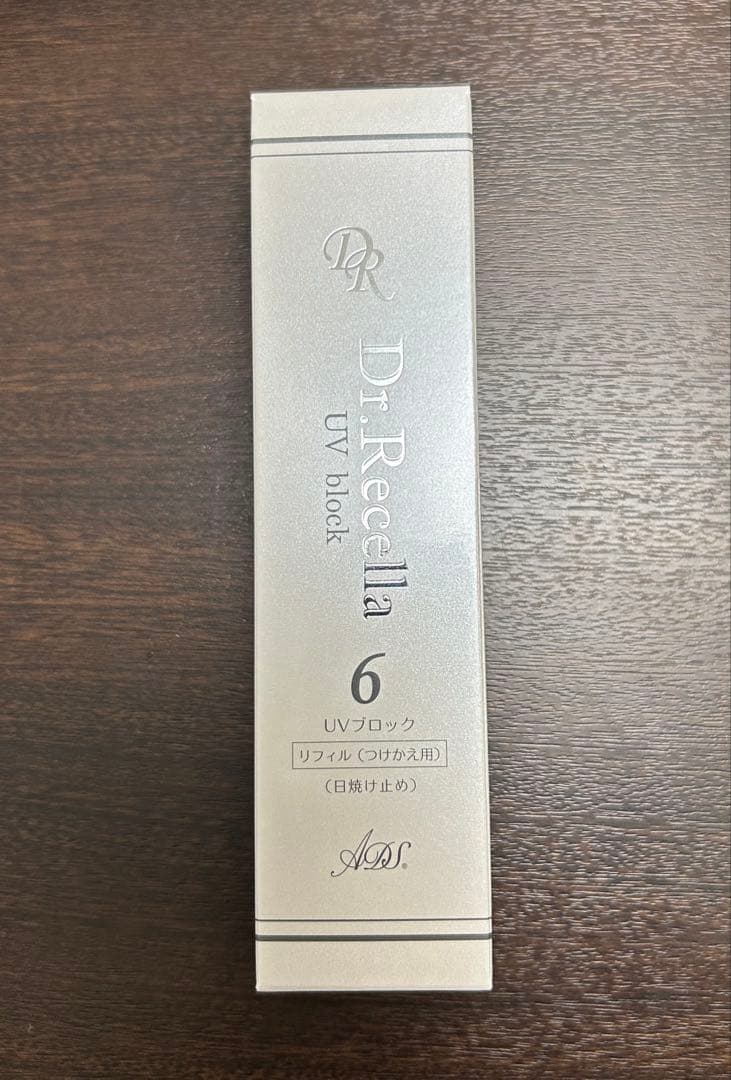 DR
Dr.Recella
UV block
6
UVブロック
リフィル(つけかえ用)
(日焼け止め)
ADS®